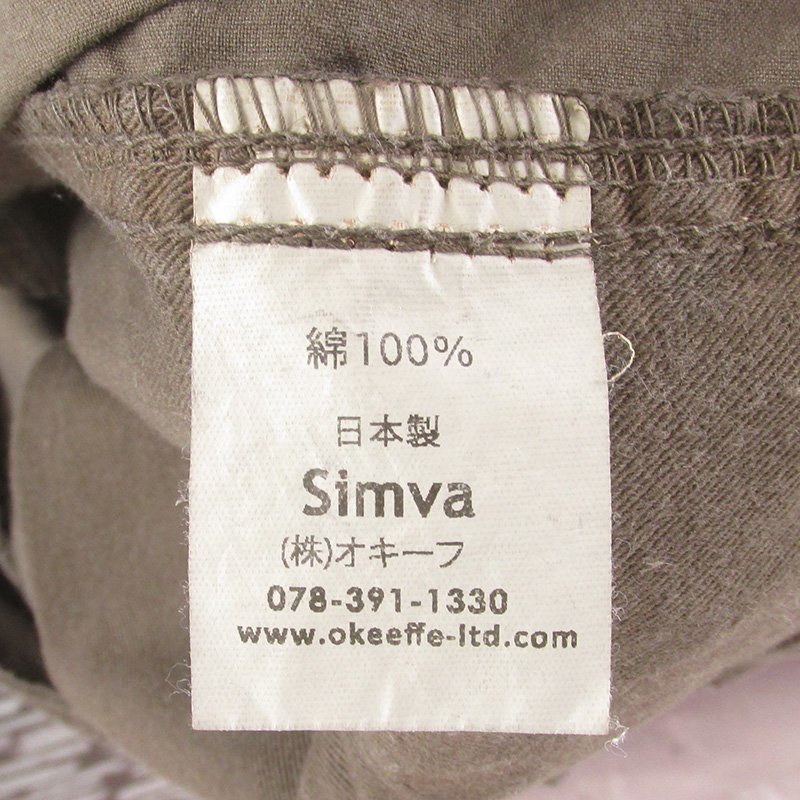 綿100%
日本製
Simva
(株)オキーフ
078-391-1330
www.okeeffe-ltd.com